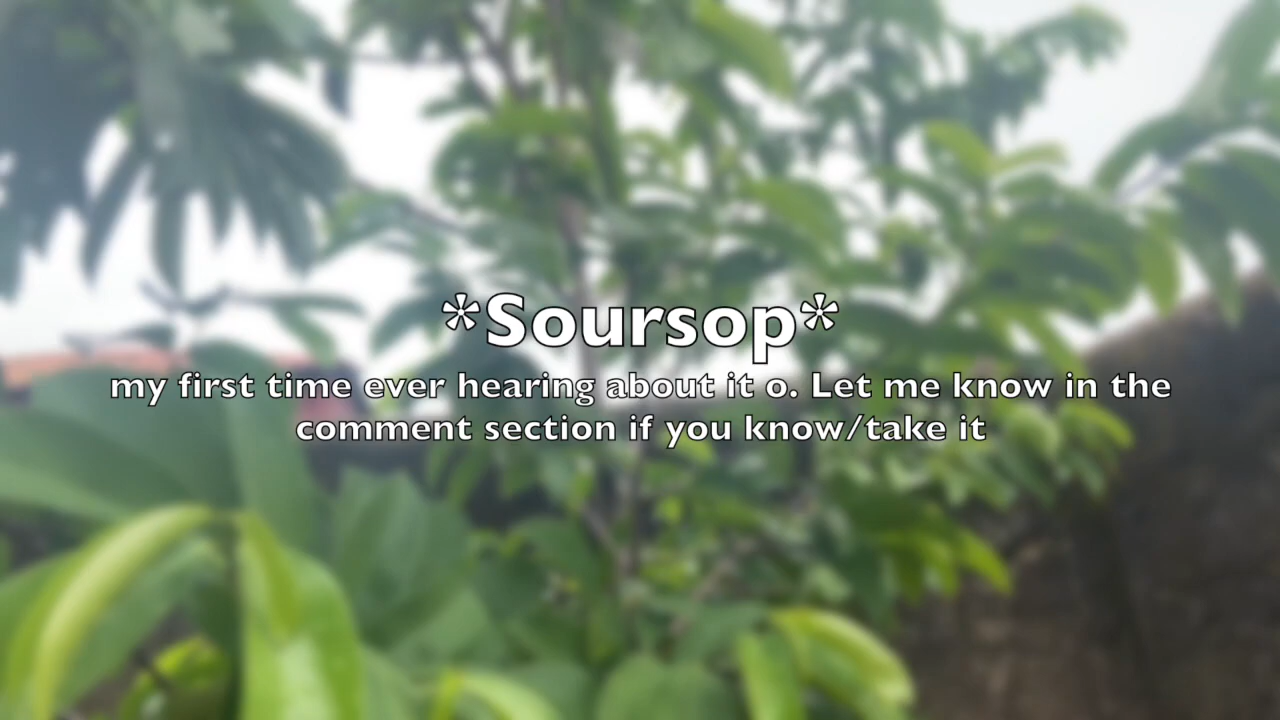 *Soursop*
my first time ever hearing about it o. Let me know in the
comment section if you know/take it